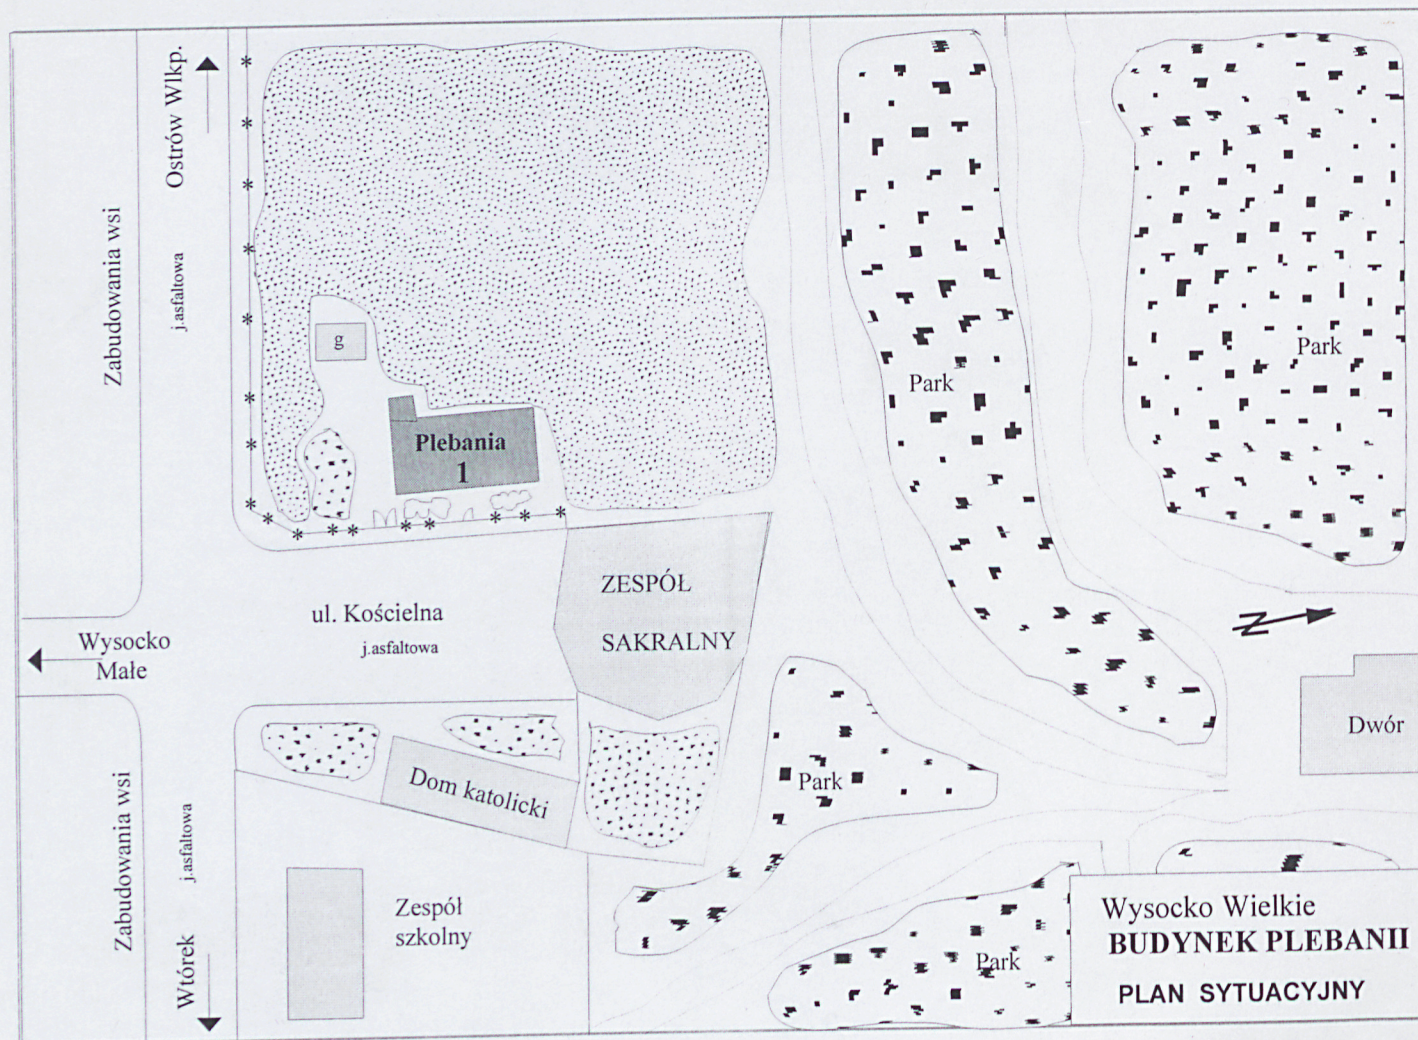 Ostrów Wlkp.
j.asfaltowa
Zabudowania wsi
g
Plebania
1
Park
Park
ZESPÓŁ
SAKRALNY
ul. Kościelna
j.asfaltowa
Wysocko
Małe
N
Dwór
Dom katolicki
Park
Zabudowania wsi
j.asfaltowa
Wtórek
Zespół
szkolny
Park
Wysocko Wielkie
BUDYNEK PLEBANII
PLAN SYTUACYJNY